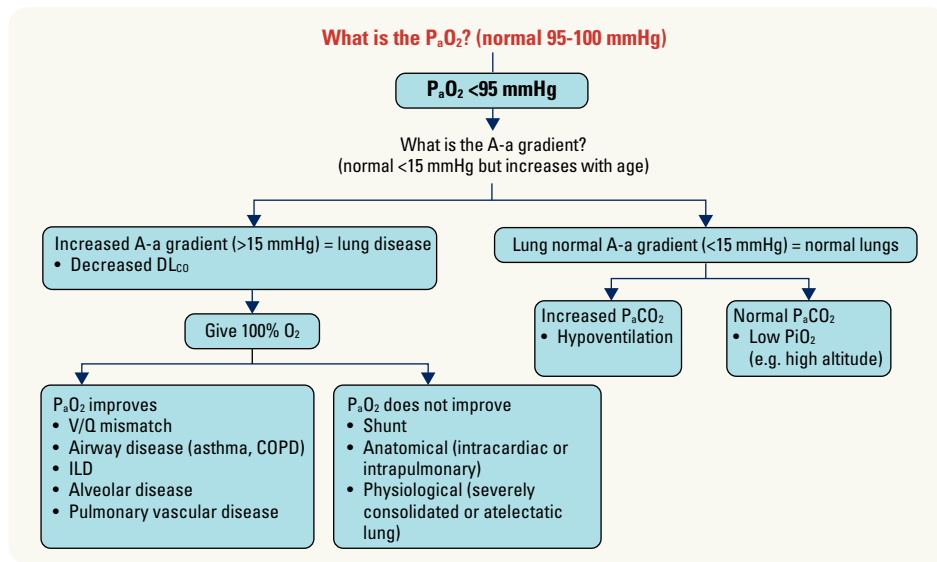 What is the PaO2? (normal 95-100 mmHg)
PaO2 <95 mmHg
What is the A-a gradient?
(normal <15 mmHg but increases with age)
Increased A-a gradient (>15 mmHg) = lung disease
• Decreased DLCO
Lung normal A-a gradient (<15 mmHg) = normal lungs
Give 100% O2
Increased PaCO2
• Hypoventilation
Normal PaCO2
• Low PiO2
(e.g. high altitude)
PaO2 improves
• V/Q mismatch
• Airway disease (asthma, COPD)
• ILD
• Alveolar disease
• Pulmonary vascular disease
PaO2 does not improve
• Shunt
• Anatomical (intracardiac or
intrapulmonary)
• Physiological (severely
consolidated or atelectatic
lung)